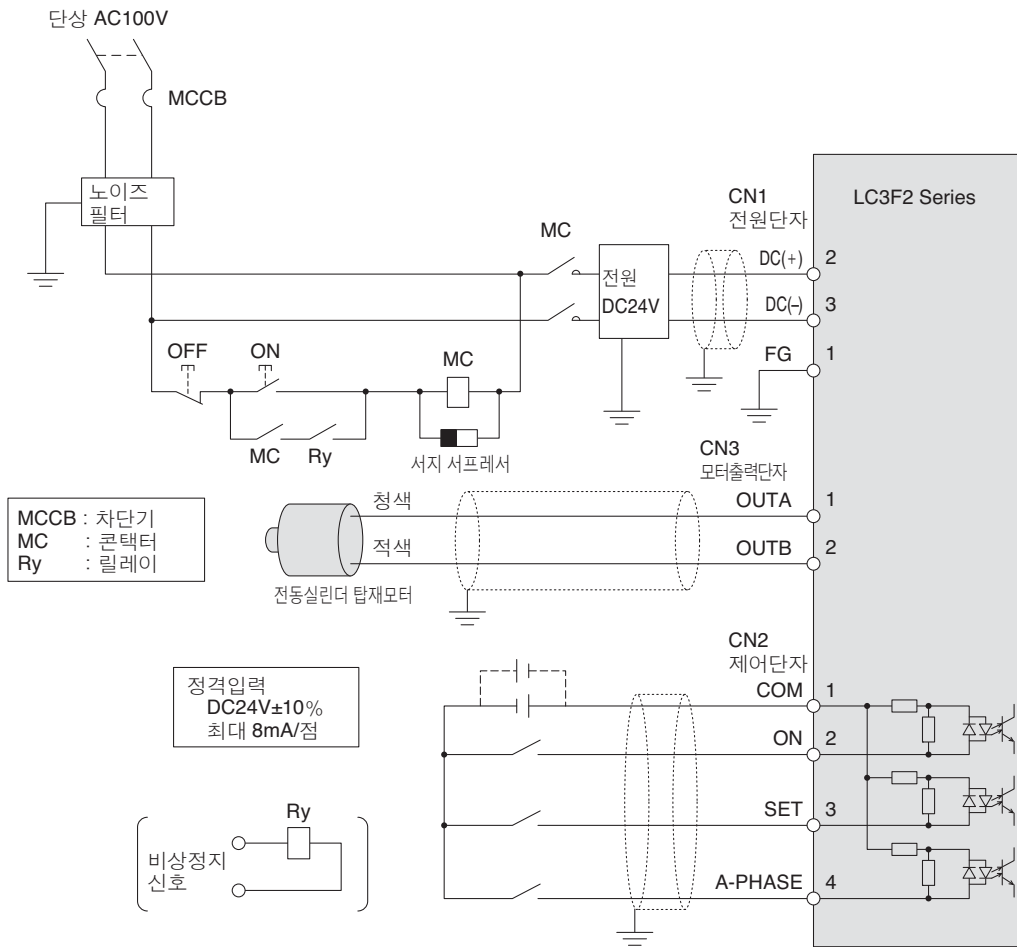 단상 AC100V
MCCB
노이즈
필터
MC
전원
DC24V
CN1
전원단자
DC(+)
2
DC(–)
3
FG
1
LC3F2 Series
OFF
ON
MC
MC
Ry
서지 서프레서
MCCB : 차단기
MC : 콘택터
Ry : 릴레이
청색
적색
전동실린더 탑재모터
CN3
모터출력단자
OUTA
1
OUTB
2
정격입력
DC24V±10%
최대 8mA/점
CN2
제어단자
COM
1
ON
2
SET
3
A-PHASE
4
비상정지
신호
Ry